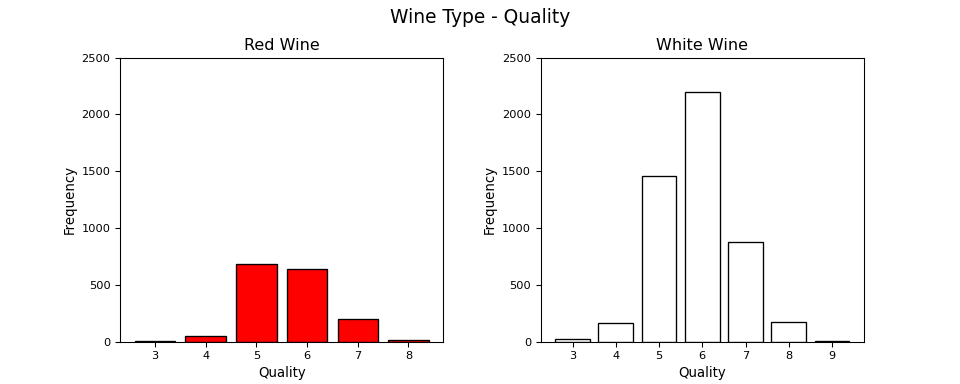 Wine Type - Quality
Red Wine
2500
2000
1500
1000
500
0
Frequency
3 4 5 6 7 8
Quality
White Wine
2500
2000
1500
1000
500
0
Frequency
3 4 5 6 7 8 9
Quality